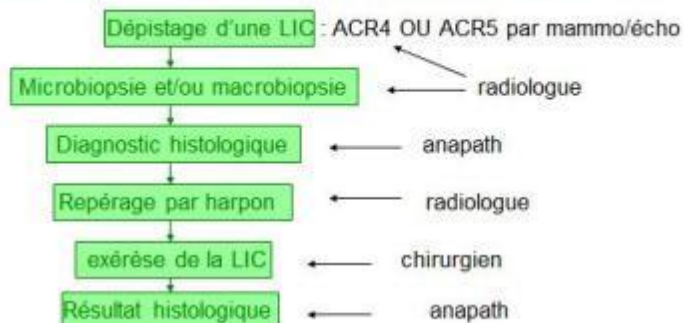 Dépistage d'une LIC : ACR4 OU ACR5 par mammo/écho
Microbiopsie et/ou macrobiopsie radiologue
Diagnostic histologique anapath
Repérage par harpon radiologue
exérèse de la LIC chirurgien
Résultat histologique anapath